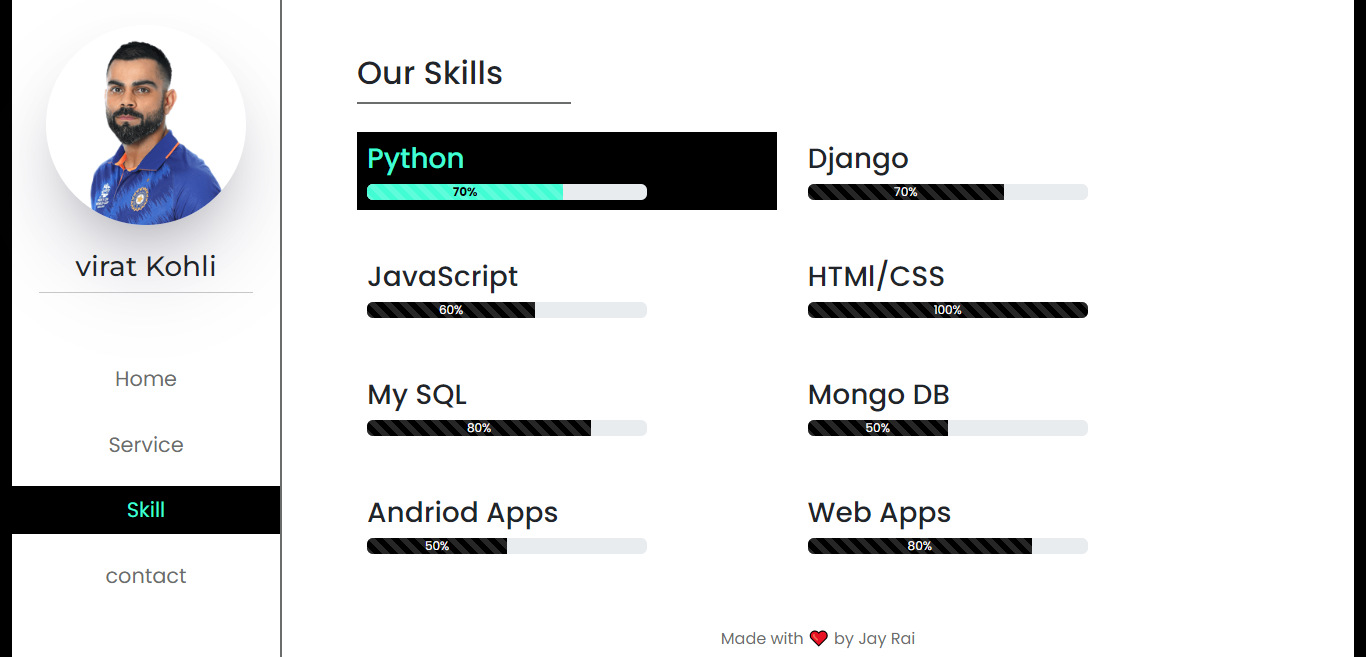 virat Kohli
Home
Service
Skill
contact
Our Skills
Python
70%
Django
70%
JavaScript
60%
HTMl/CSS
100%
My SQL
80%
Mongo DB
50%
Andriod Apps
50%
Web Apps
80%
Made with ❤ by Jay Rai